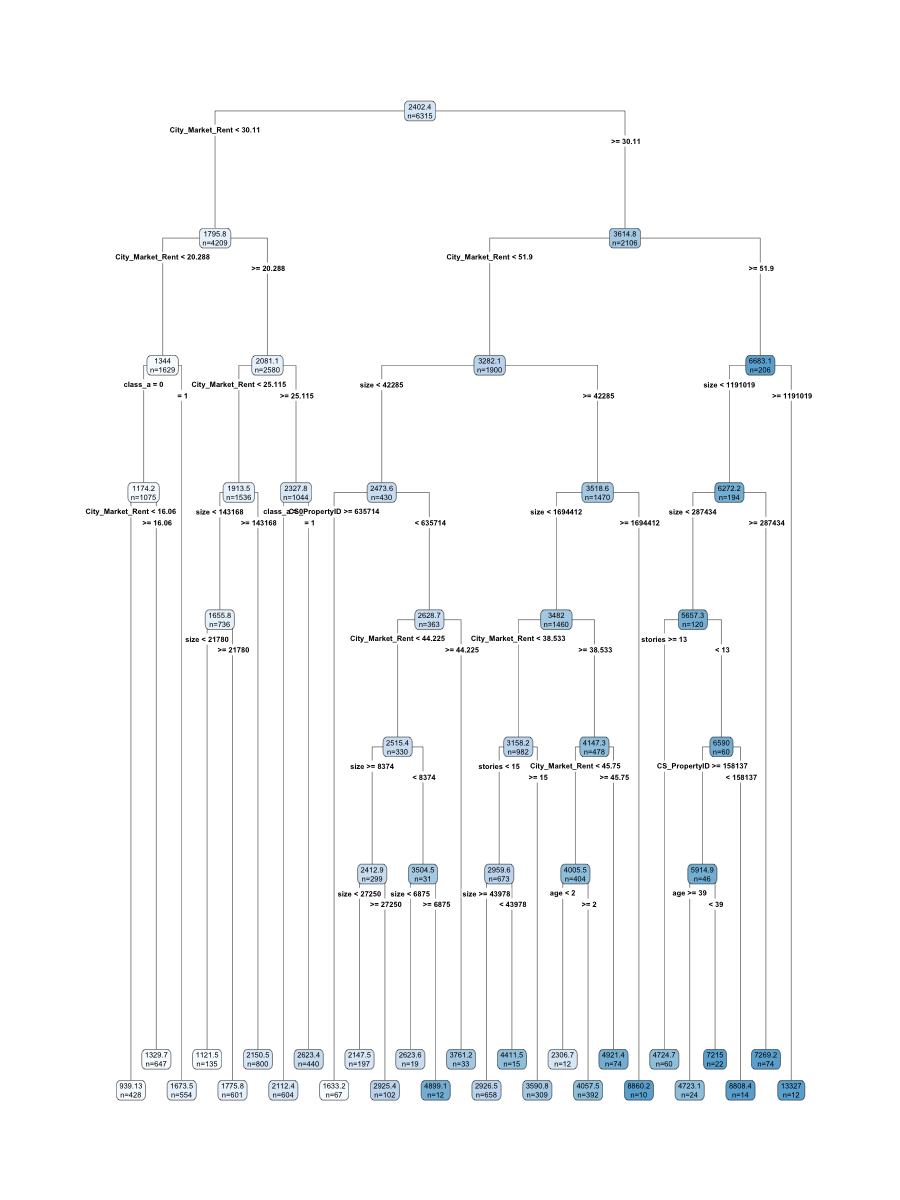 2402.4
n=6315
City_Market_Rent < 30.11
>= 30.11
1795.8
n=4209
3614.8
n=2106
City_Market_Rent < 20.288
>= 20.288
City_Market_Rent < 51.9
>= 51.9
1344
n=1629
2081.1
n=2580
3282.1
n=1900
6683.1
n=206
class_a = 0
= 1
City_Market_Rent < 25.115
>= 25.115
size < 42285
>= 42285
size < 1191019
>= 1191019
1174.2
n=1075
1913.5
n=1536
2327.8
n=1044
2473.6
n=430
3518.6
n=1470
6272.2
n=194
City_Market_Rent < 16.06
>= 16.06
size < 143168
>= 143168
class_a = 0
= 1
CS_PropertyID >= 635714
< 635714
size < 1694412
>= 1694412
size < 287434
>= 287434
1655.8
n=736
2628.7
n=363
3482
n=1460
5657.3
n=120
size < 21780
>= 21780
City_Market_Rent < 44.225
>= 44.225
City_Market_Rent < 38.533
>= 38.533
stories >= 13
< 13
2515.4
n=330
3158.2
n=982
4147.3
n=478
6590
n=60
size >= 8374
< 8374
stories < 15
>= 15
City_Market_Rent < 45.75
>= 45.75
CS_PropertyID >= 158137
< 158137
2412.9
n=299
3504.5
n=31
2959.6
n=673
4005.5
n=404
5914.9
n=46
size < 27250
>= 27250
size < 6875
>= 6875
size >= 43978
< 43978
age < 2
>= 2
age >= 39
< 39
1329.7
n=647
1121.5
n=135
2150.5
n=800
2623.4
n=440
2147.5
n=197
2623.6
n=19
3761.2
n=33
4411.5
n=15
2306.7
n=12
4921.4
n=74
4724.7
n=60
7215
n=22
7269.2
n=74
939.13
n=428
1673.5
n=554
1775.8
n=601
2112.4
n=604
1633.2
n=67
2925.4
n=102
4899.1
n=12
2926.5
n=658
3590.8
n=309
4057.5
n=392
8860.2
n=10
4723.1
n=24
8808.4
n=14
13327
n=12